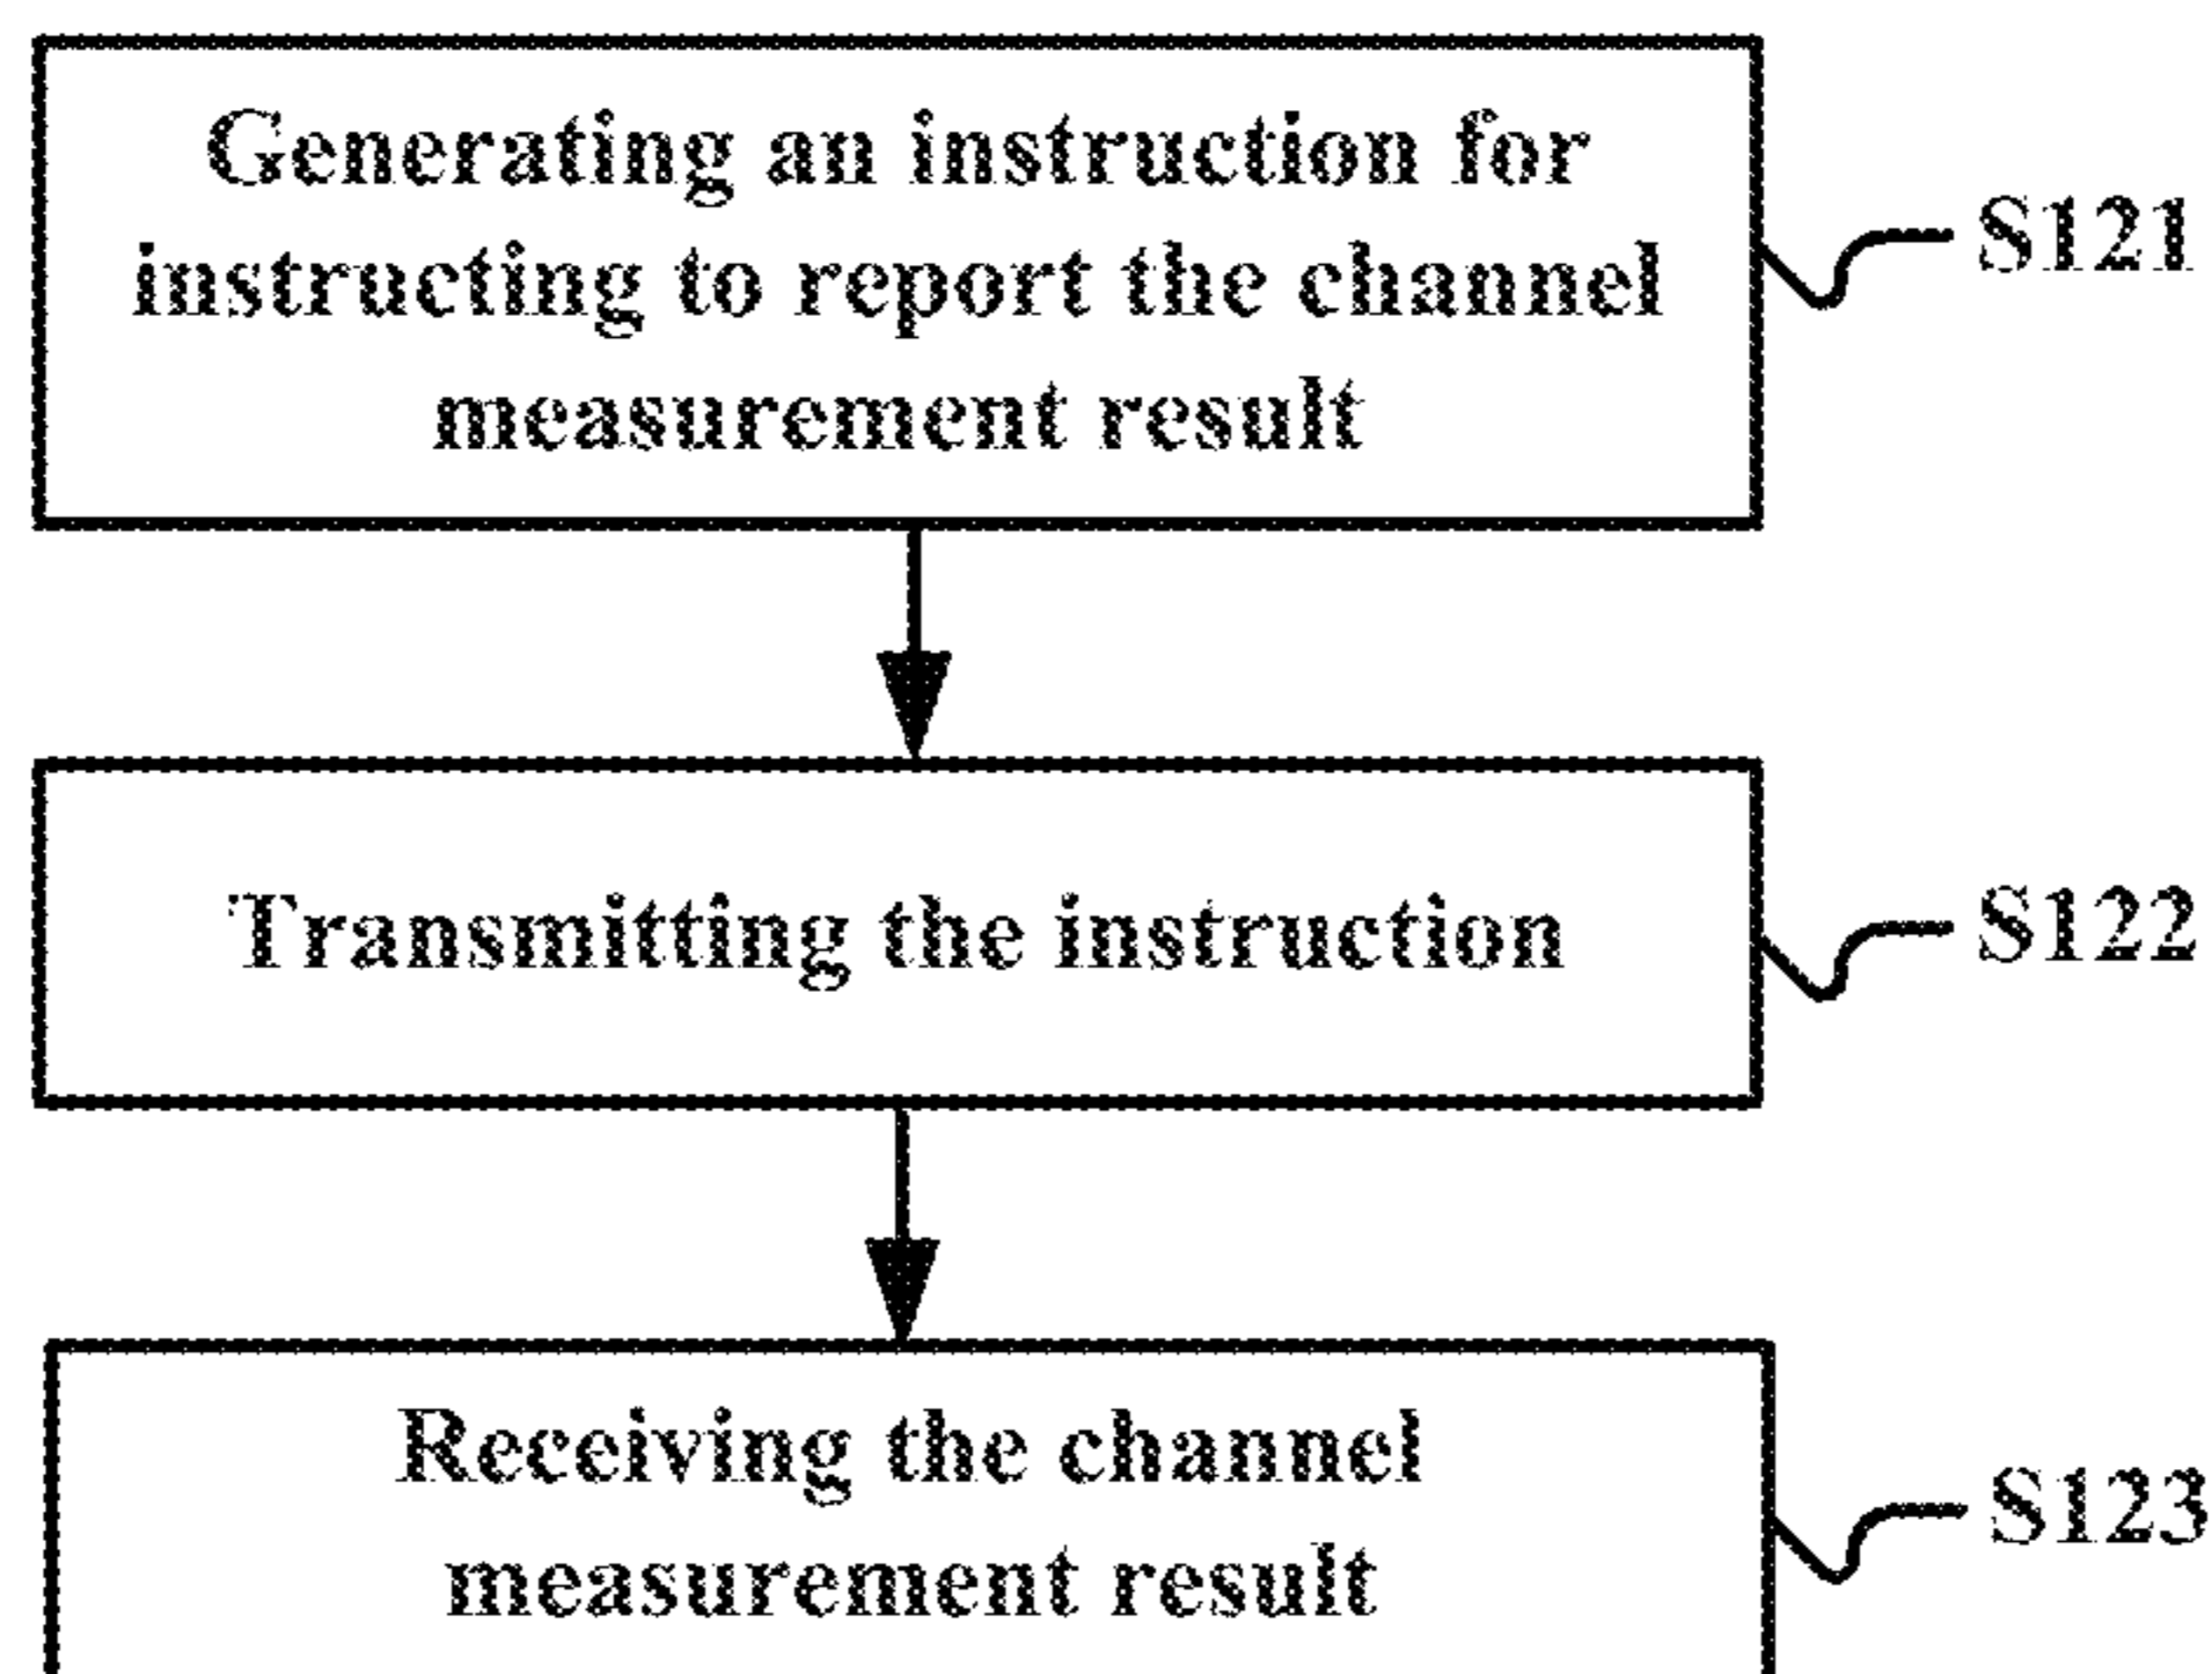 Generating an instruction for
instructing to report the channel
measurement result
S121
Transmitting the instruction
S122
Receiving the channel
measurement result
S123